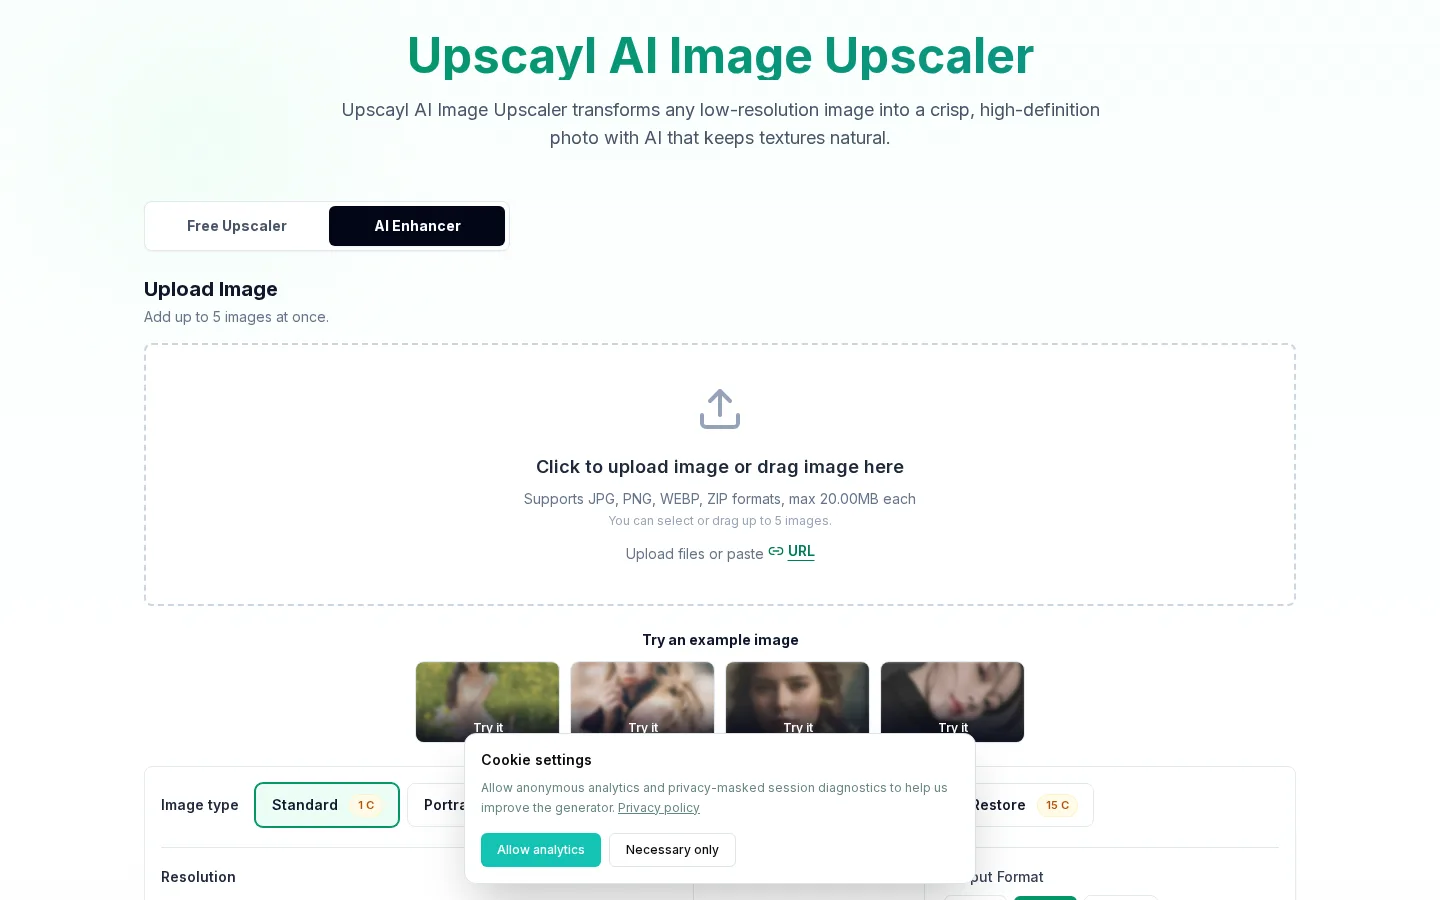 Upscayl AI Image Upscaler
Upscayl AI Image Upscaler transforms any low-resolution image into a crisp, high-definition
photo with AI that keeps textures natural.
Free Upscaler
AI Enhancer
Upload Image
Add up to 5 images at once.
Click to upload image or drag image here
Supports JPG, PNG, WEBP, ZIP formats, max 20.00MB each
You can select or drag up to 5 images.
Upload files or paste URL
Try an example image
Try it
Try it
Try it
Try it
Cookie settings
Allow anonymous analytics and privacy-masked session diagnostics to help us
improve the generator. Privacy policy
Allow analytics
Necessary only
Image type
Standard 1 C
Restore 15 C
Resolution
Format